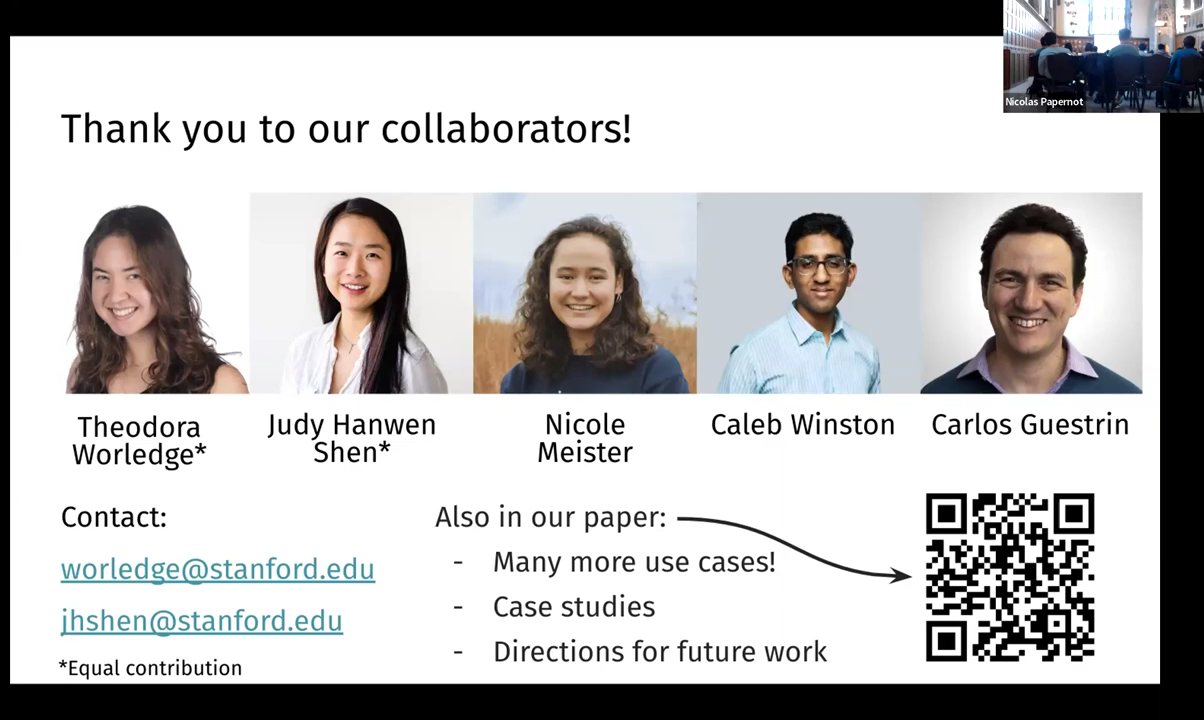 Nicolas Papernot
Thank you to our collaborators!
Theodora
Worledge*
Judy Hanwen
Shen*
Nicole
Meister
Caleb Winston
Carlos Guestrin
Contact:
worledge@stanford.edu
jhshen@stanford.edu
*Equal contribution
Also in our paper:
- Many more use cases!
- Case studies
- Directions for future work